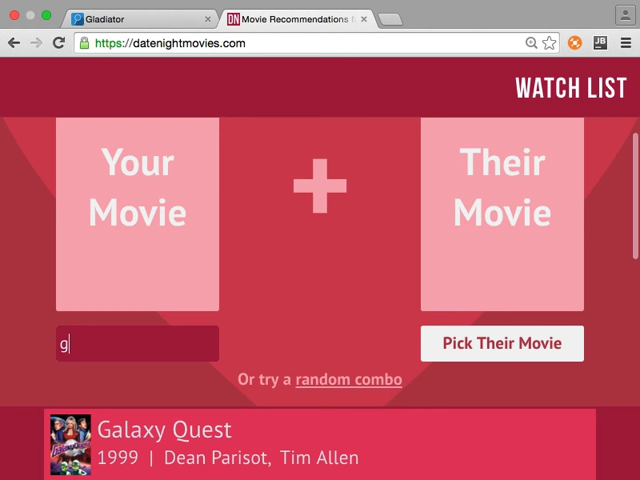 Gladiator
DN Movie Recommendations f
https://datenightmovies.com
JB
WATCH LIST
Your
Movie
+
Their
Movie
g
Pick Their Movie
Or try a random combo
Galaxy Quest
1999 | Dean Parisot, Tim Allen